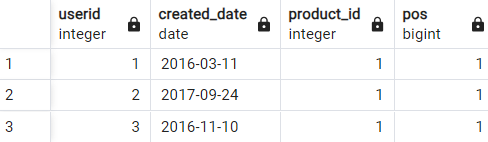 userid created_date product_id pos
integer date integer bigint
1 1 2016-03-11 1 1
2 2 2017-09-24 1 1
3 3 2016-11-10 1 1